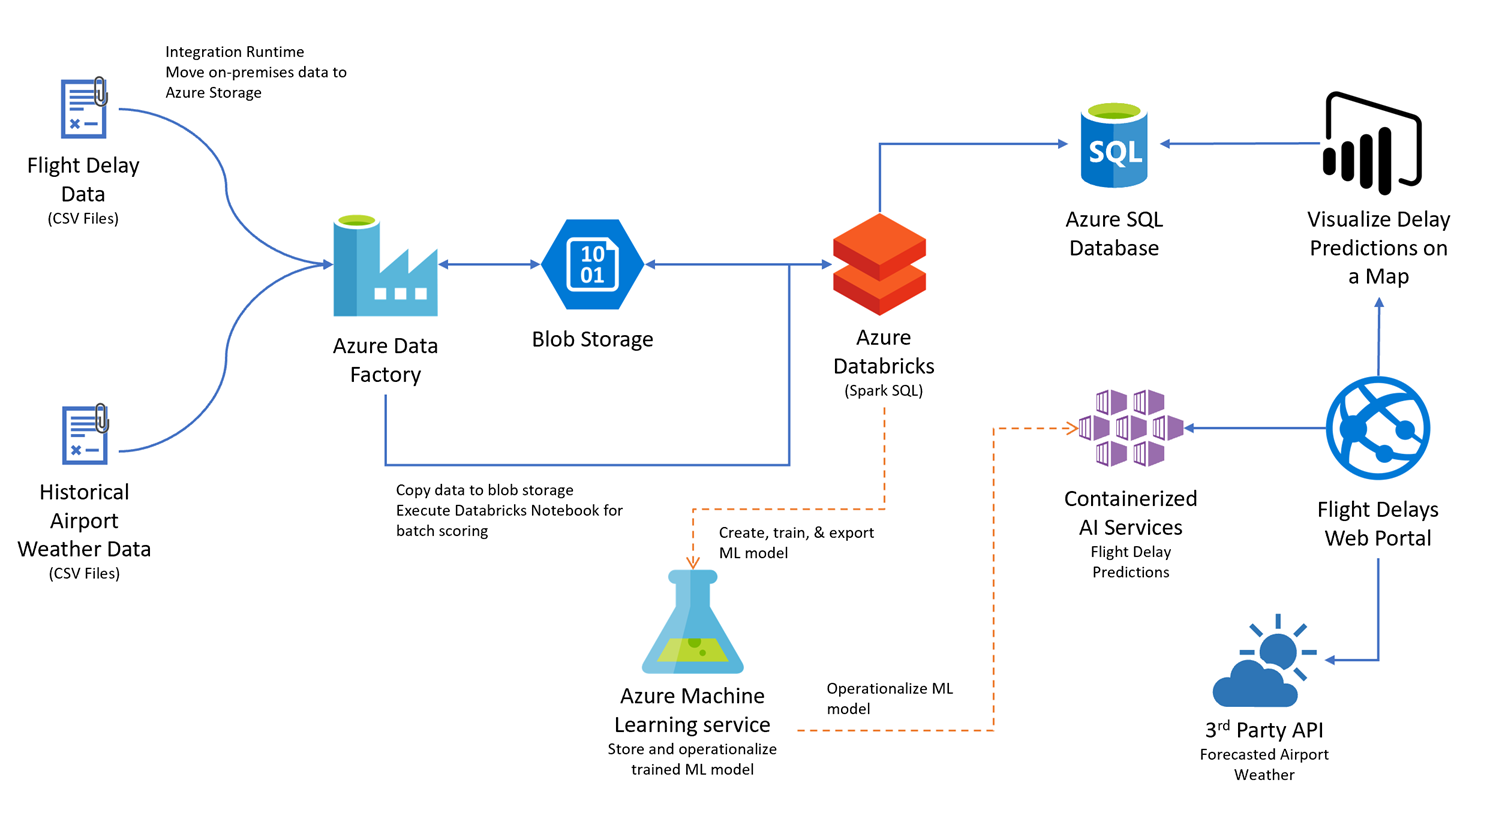 Integration Runtime
Move on-premises data to
Azure Storage
Flight Delay
Data
(CSV Files)
Historical
Airport
Weather Data
(CSV Files)
Azure Data
Factory
10
01
Blob Storage
Copy data to blob storage
Execute Databricks Notebook for
batch scoring
Azure
Databricks
(Spark SQL)
Create, train, & export
ML model
Azure Machine
Learning service
Store and operationalize
trained ML model
Operationalize ML
model
SQL
Azure SQL
Database
Visualize Delay
Predictions on
a Map
Containerized
AI Services
Flight Delay
Predictions
Flight Delays
Web Portal
3rd Party API
Forecasted Airport
Weather